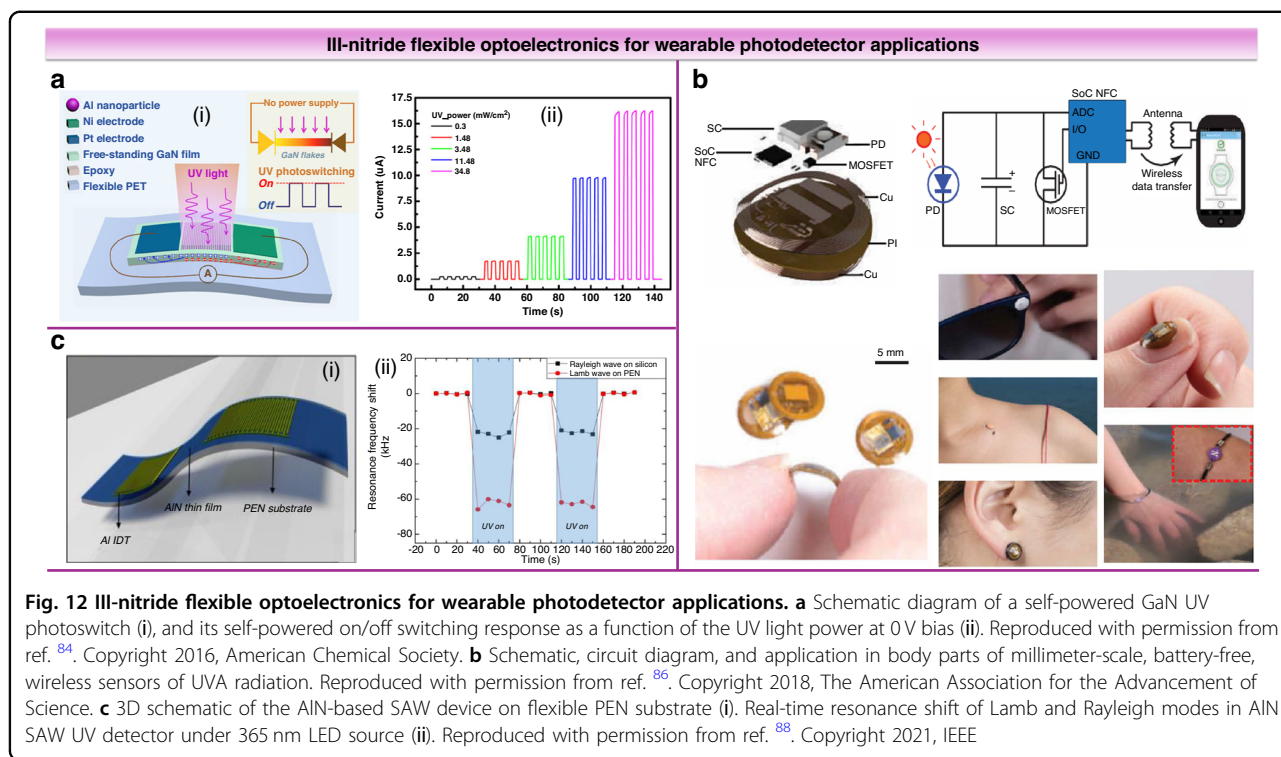 III-nitride flexible optoelectronics for wearable photodetector applications
a
Al nanoparticle
Ni electrode
Pt electrode
Free-standing GaN film
Epoxy
Flexible PET
(i)
No power supply
GaN flakes
UV photoswitching
On
Off
UV light
A
(ii)
UV_power (mW/cm²)
0.3
1.48
3.48
11.48
34.8
Current (uA)
17.5
15.0
12.5
10.0
7.5
5.0
2.5
0.0
0 20 40 60 80 100 120 140
Time (s)
b
SC
SoC
NFC
PD
MOSFET
Cu
PI
Cu
SoC NFC
ADC
I/O
GND
Antenna
Wireless
data transfer
PD
+
−
SC
MOSFET
5 mm
c
(i)
AlN thin film
PEN substrate
Al IDT
(ii)
Rayleigh wave on silicon
Lamb wave on PEN
Resonance frequency shift
(kHz
20
0
-20
-40
-60
-80
UV on
UV on
-20 0 20 40 60 80 100 120 140 160 180 200 220
Time (s)
Fig. 12 III-nitride flexible optoelectronics for wearable photodetector applications. a Schematic diagram of a self-powered GaN UV
photoswitch (i), and its self-powered on/off switching response as a function of the UV light power at 0 V bias (ii). Reproduced with permission from
ref. 84. Copyright 2016, American Chemical Society. b Schematic, circuit diagram, and application in body parts of millimeter-scale, battery-free,
wireless sensors of UVA radiation. Reproduced with permission from ref. 86. Copyright 2018, The American Association for the Advancement of
Science. c 3D schematic of the AlN-based SAW device on flexible PEN substrate (i). Real-time resonance shift of Lamb and Rayleigh modes in AlN
SAW UV detector under 365 nm LED source (ii). Reproduced with permission from ref. 88. Copyright 2021, IEEE